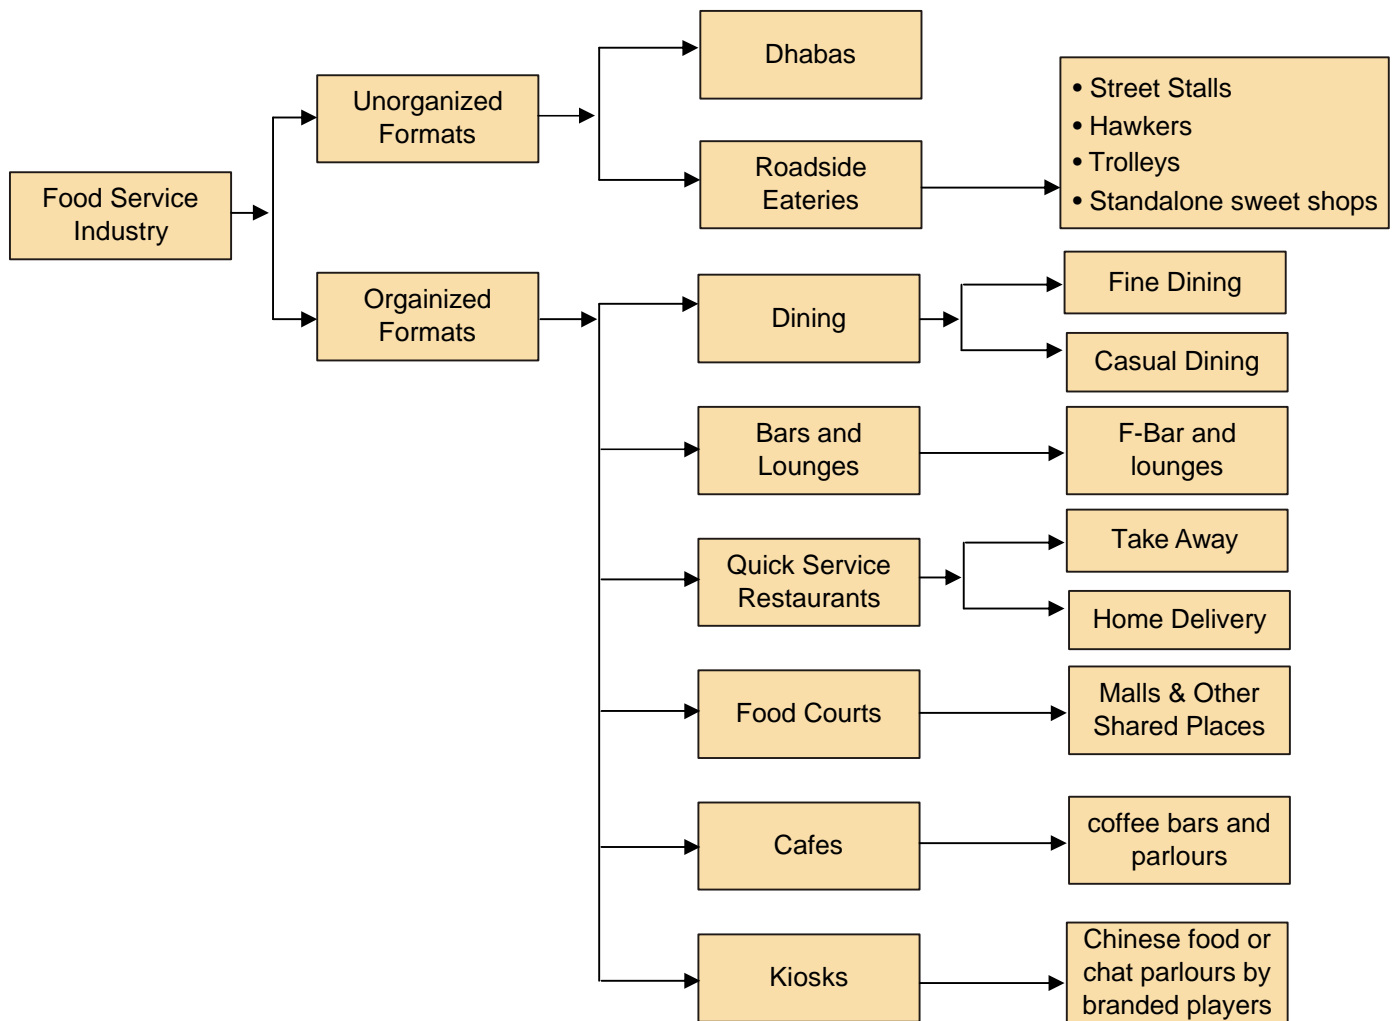 Food Service
Industry
Unorganized
Formats
Orgainized
Formats
Dhabas
Roadside
Eateries
• Street Stalls
• Hawkers
• Trolleys
• Standalone sweet shops
Dining
Fine Dining
Casual Dining
Bars and
Lounges
F-Bar and
lounges
Quick Service
Restaurants
Take Away
Home Delivery
Food Courts
Malls & Other
Shared Places
Cafes
coffee bars and
parlours
Kiosks
Chinese food or
chat parlours by
branded players